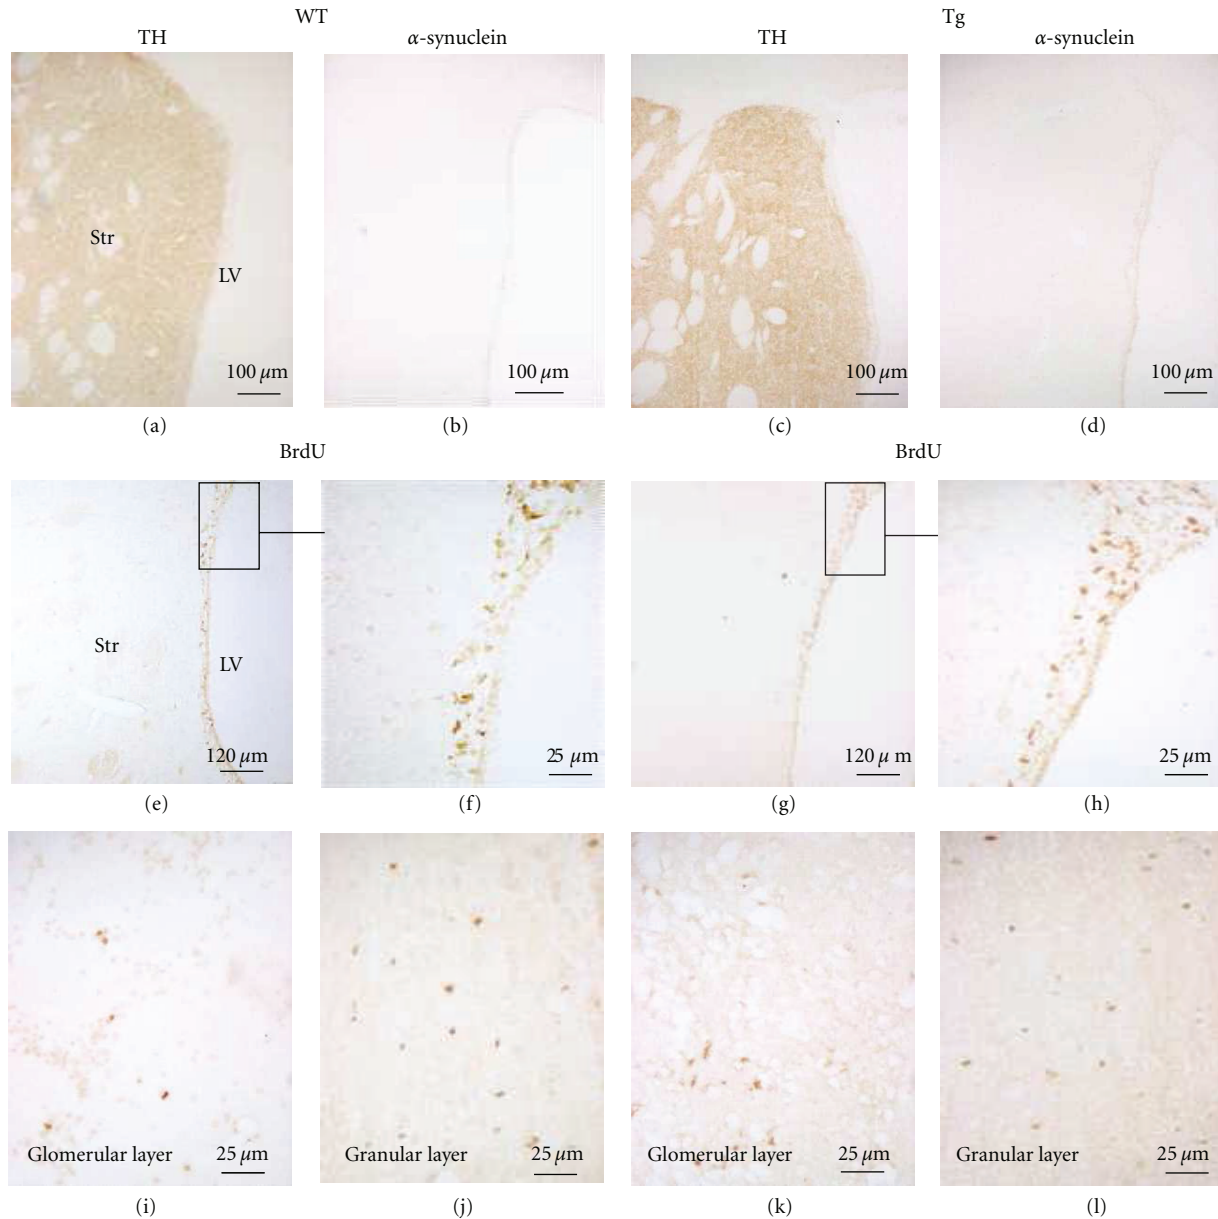 WT
Tg
TH
α-synuclein
TH
α-synuclein
Str
LV
100 μm
100 μm
100 μm
100 μm
(a)
(b)
(c)
(d)
BrdU
BrdU
Str
LV
120 μm
25 μm
120 μ m
25 μm
(e)
(f)
(g)
(h)
Glomerular layer
25 μm
Granular layer
25 μm
Glomerular layer
25 μm
Granular layer
25 μm
(i)
(j)
(k)
(l)